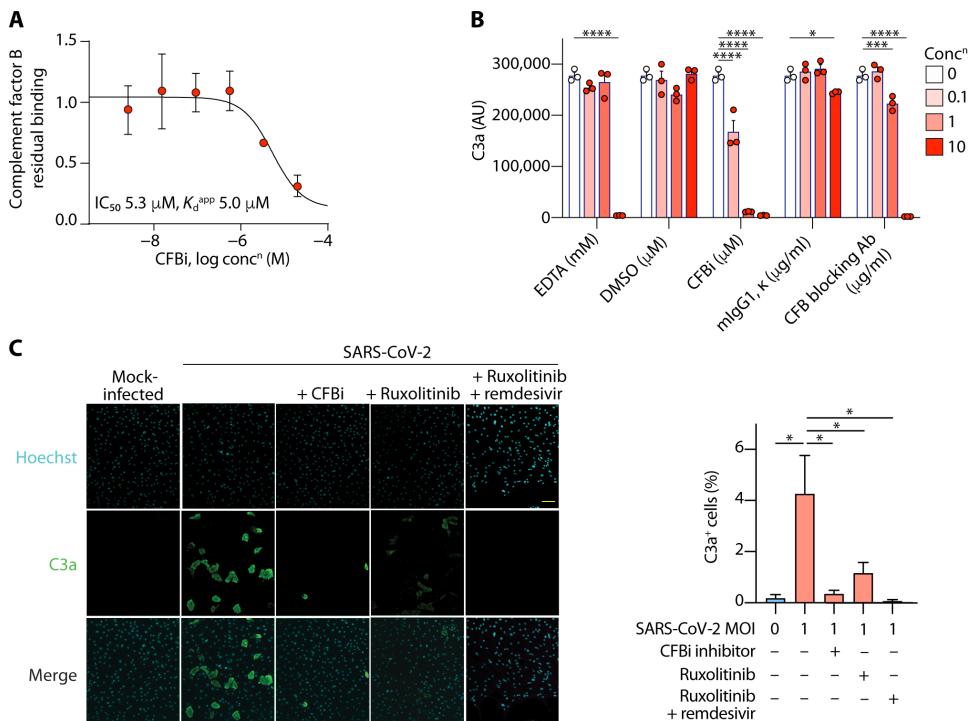 A
1.5
1.0
0.5
0.0
Complement factor B
residual binding
IC₅₀ 5.3 μM, K_d^app 5.0 μM
−8
−6
−4
CFBi, log concⁿ (M)
B
****
****
****
****
*
****
***
Concⁿ
0
0.1
1
10
300,000
200,000
100,000
0
C3a
(AU)
EDTA (mM)
DMSO (μM)
CFBi (μM)
mIgG1, κ (μg/ml)
CFB blocking Ab
(μg/ml)
C
SARS-CoV-2
Mock-
infected
+ CFBi
+ Ruxolitinib
+ Ruxolitinib
+ remdesivir
Hoechst
C3a
Merge
*
*
*
*
6
4
2
0
C3a⁺ cells (%)
SARS-CoV-2 MOI 0 1 1 1 1
CFBi inhibitor – – + – –
Ruxolitinib – – – + –
Ruxolitinib
+ remdesivir – – – – +